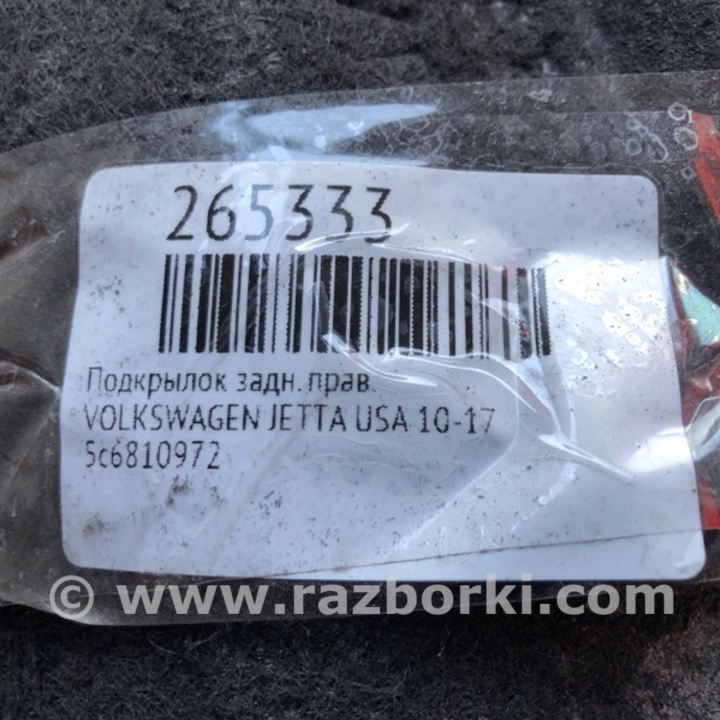 265333
Подкрылок задн. прав.
VOLKSWAGEN JETTA USA 10-17
5c6810972
© www.razborki.com